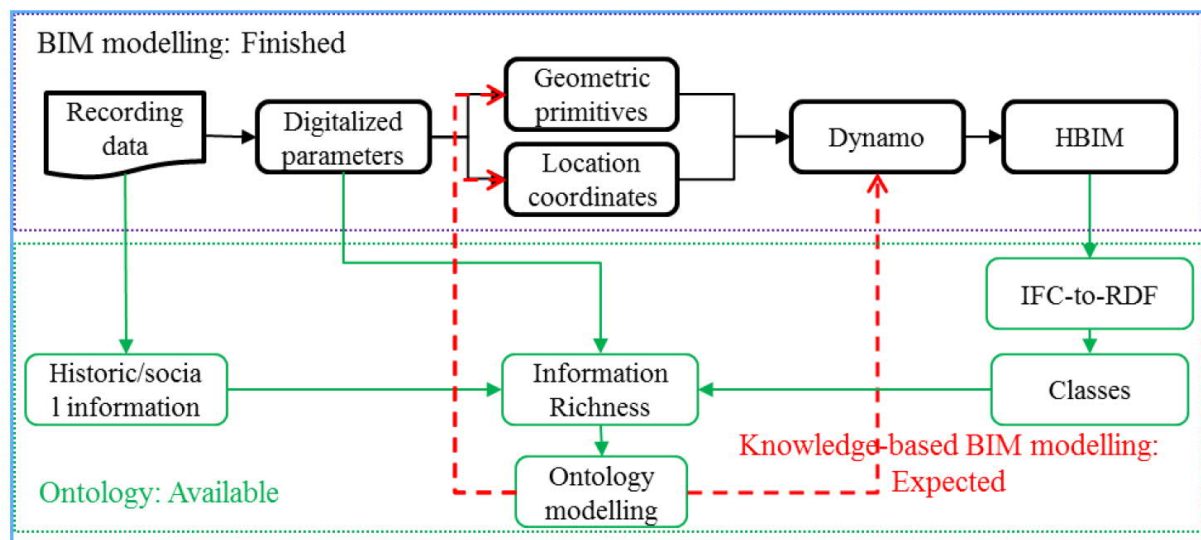 BIM modelling: Finished
Recording
data
Digitalized
parameters
Geometric
primitives
Location
coordinates
Dynamo
HBIM
IFC-to-RDF
Historic/socia
l information
Information
Richness
Classes
Knowledge-based BIM modelling:
Expected
Ontology
modelling
Ontology: Available